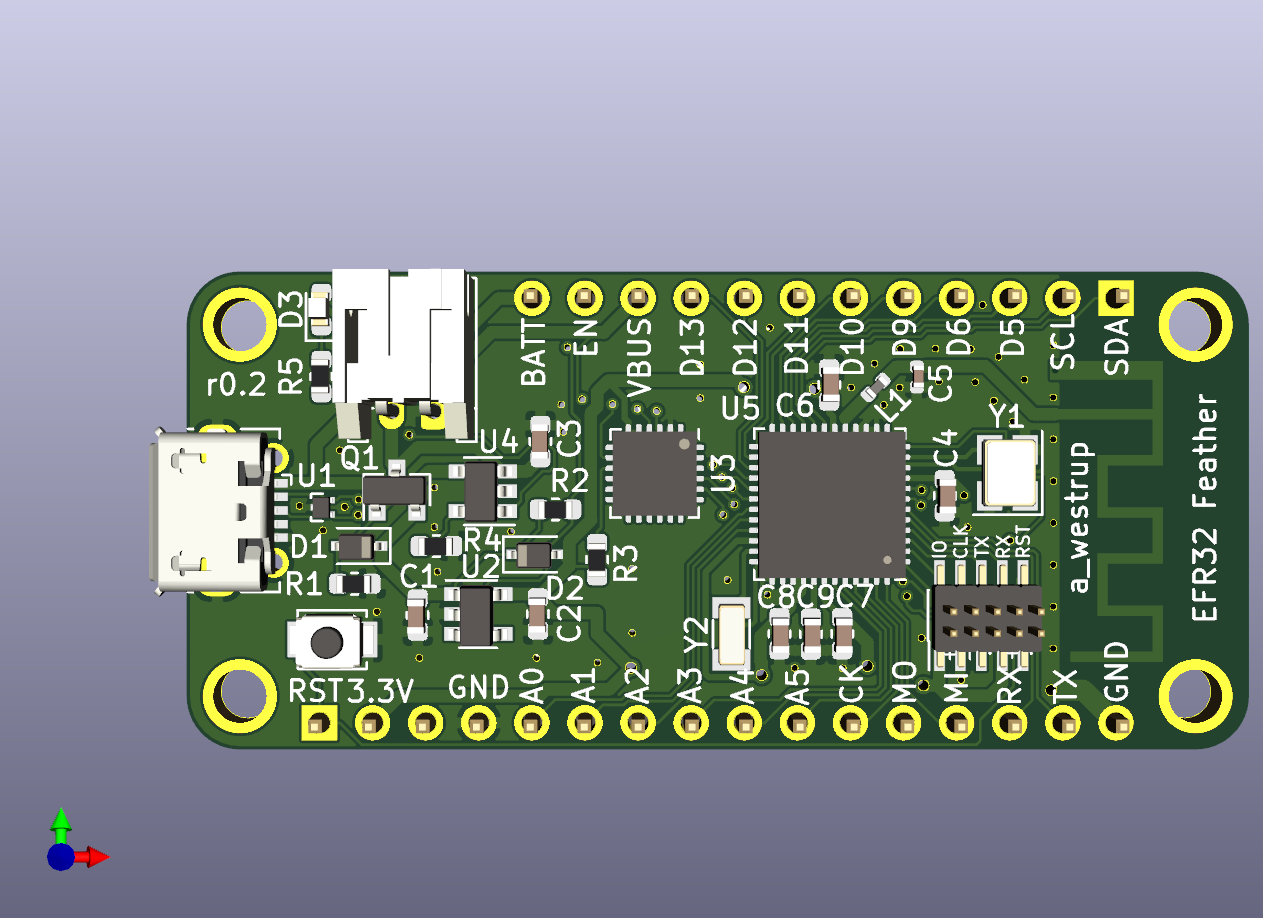 D3
R5
r0.2
BATT
EN
VBUS
D13
D12
D11
D10
D9
D6
D5
SCL
SDA
U5
C6
L1
C5
Y1
Q1
U1
U4
C3
R2
U3
C4
D1
R1
C1
R4
U2
D2
C2
R3
IO
CLK
TX
RX
RST
a_westrup
EFR32 Feather
Y2
C8
C9
C7
RST
3.3V
GND
A0
A1
A2
A3
A4
A5
CK
MO
MI
RX
TX
GND